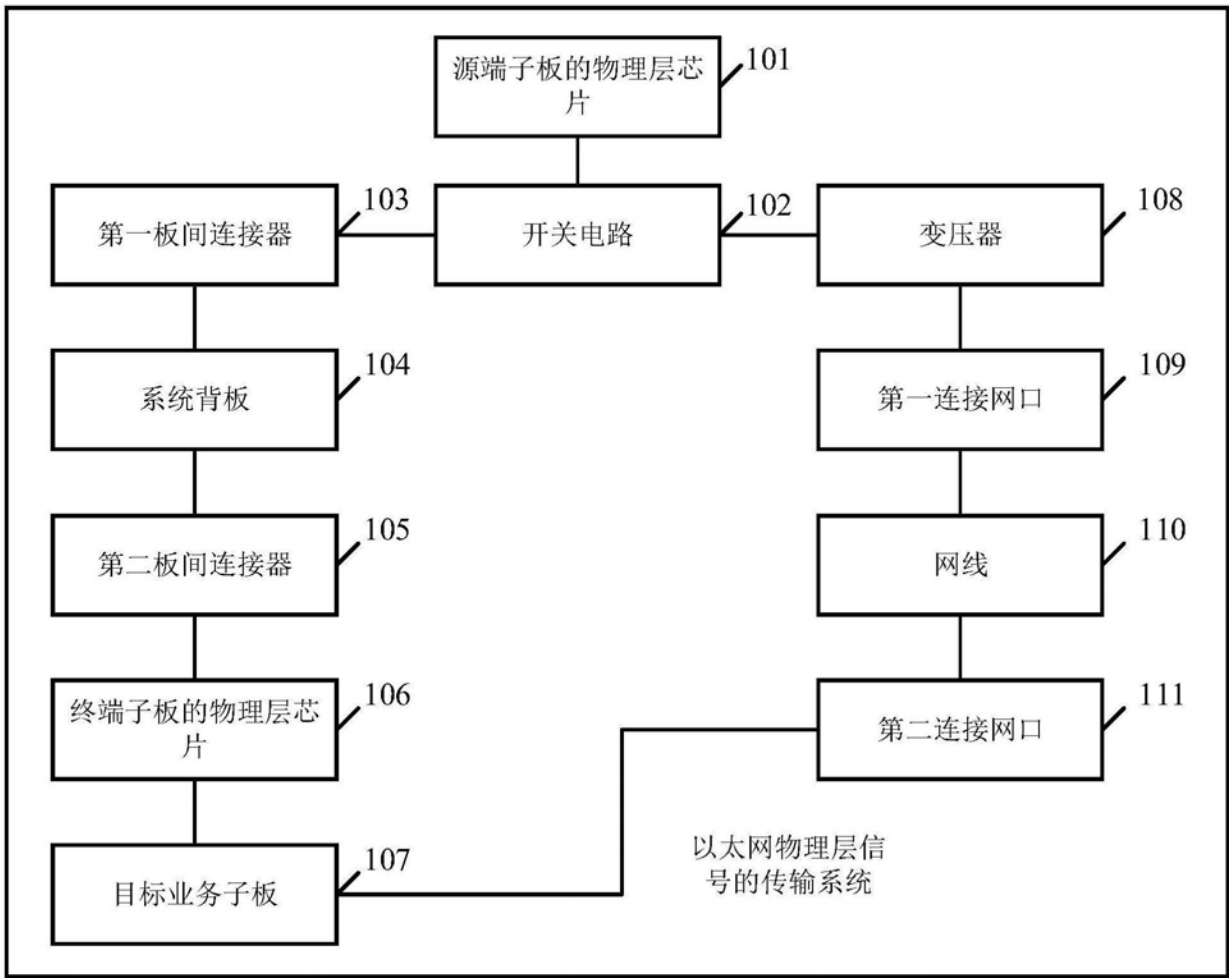 源端子板的物理层芯
片
101
第一板间连接器
103
开关电路
102
变压器
108
系统背板
104
第一连接网口
109
第二板间连接器
105
网线
110
终端子板的物理层芯
片
106
第二连接网口
111
目标业务子板
107
以太网物理层信
号的传输系统